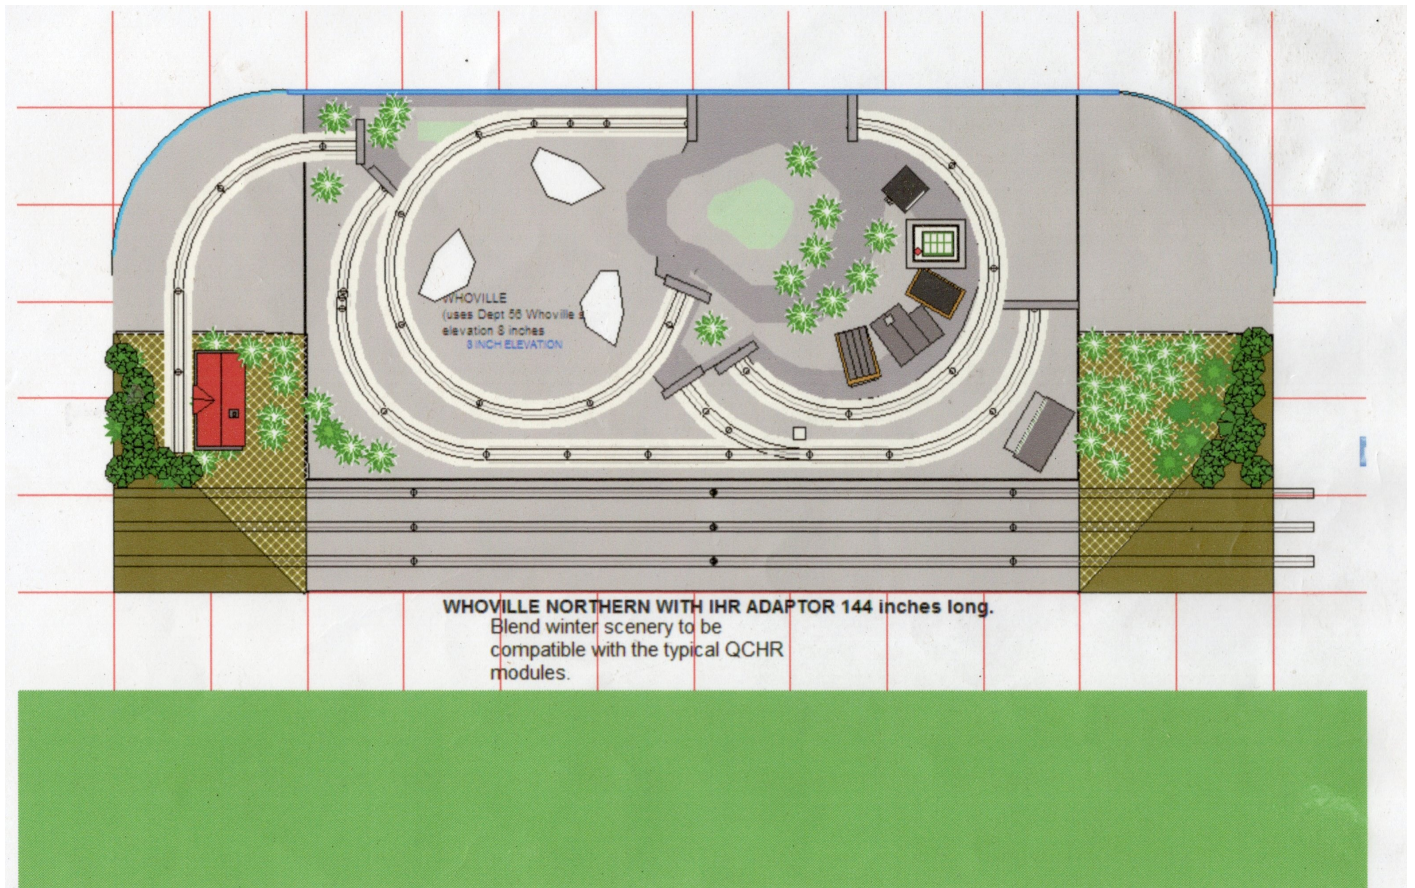 WHOVILLE
(uses Dept 56 Whoville s
elevation 8 inches
8 INCH ELEVATION
WHOVILLE NORTHERN WITH IHR ADAPTOR 144 inches long.
Blend winter scenery to be
compatible with the typical QCHR
modules.